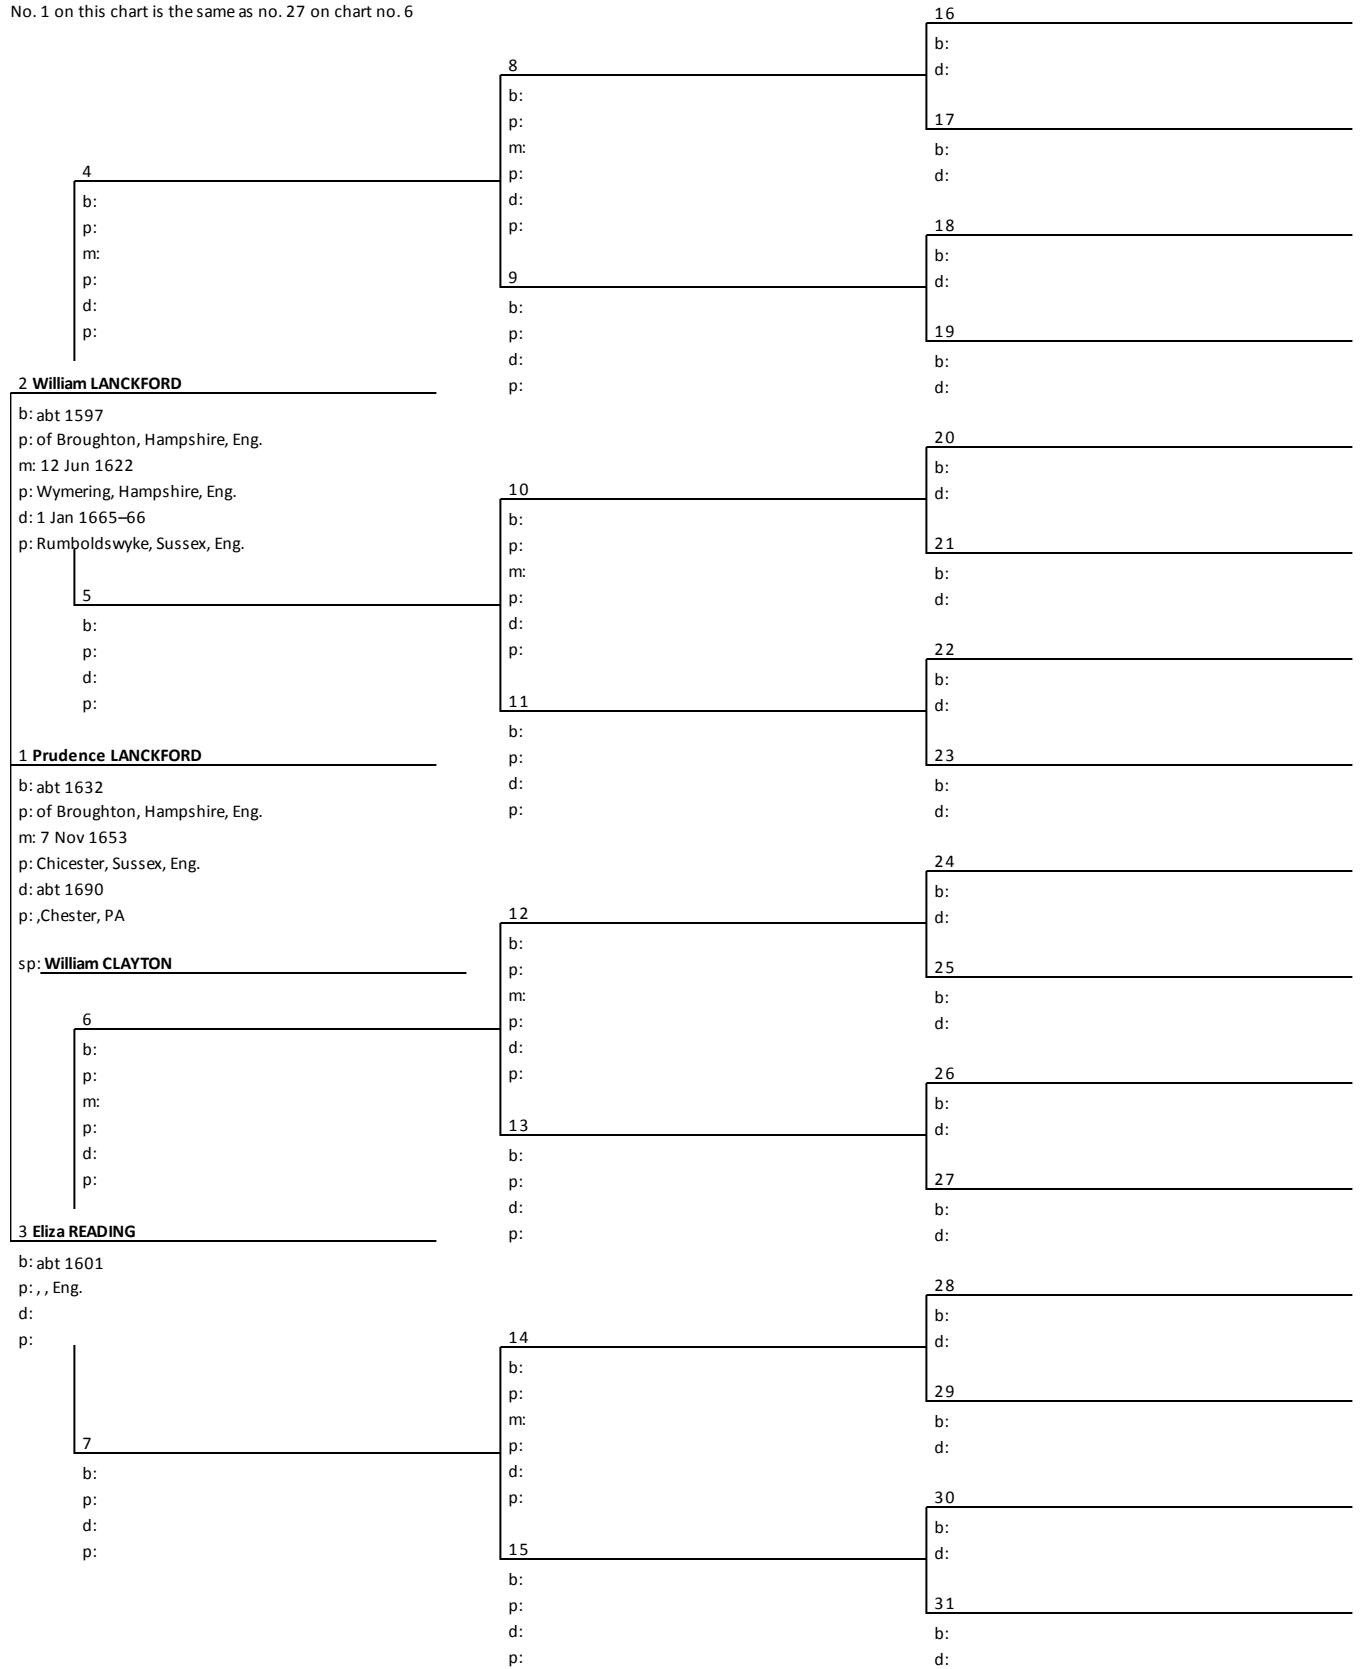 No. 1 on this chart is the same as no. 27 on chart no. 6
4
b:
p:
m:
p:
d:
p:
2 William LANCKFORD
b: abt 1597
p: of Broughton, Hampshire, Eng.
m: 12 Jun 1622
p: Wymering, Hampshire, Eng.
d: 1 Jan 1665–66
p: Rumboldswyke, Sussex, Eng.
5
b:
p:
d:
p:
1 Prudence LANCKFORD
b: abt 1632
p: of Broughton, Hampshire, Eng.
m: 7 Nov 1653
p: Chicester, Sussex, Eng.
d: abt 1690
p: ,Chester, PA
sp: William CLAYTON
6
b:
p:
m:
p:
d:
p:
3 Eliza READING
b: abt 1601
p: , , Eng.
d:
p:
7
b:
p:
d:
p:
8
b:
p:
m:
p:
d:
p:
9
b:
p:
d:
p:
10
b:
p:
m:
p:
d:
p:
11
b:
p:
d:
p:
12
b:
p:
m:
p:
d:
p:
13
b:
p:
d:
p:
14
b:
p:
m:
p:
d:
p:
15
b:
p:
d:
p:
16
b:
d:
17
b:
d:
18
b:
d:
19
b:
d:
20
b:
d:
21
b:
d:
22
b:
d:
23
b:
d:
24
b:
d:
25
b:
d:
26
b:
d:
27
b:
d:
28
b:
d:
29
b:
d:
30
b:
d:
31
b:
d: